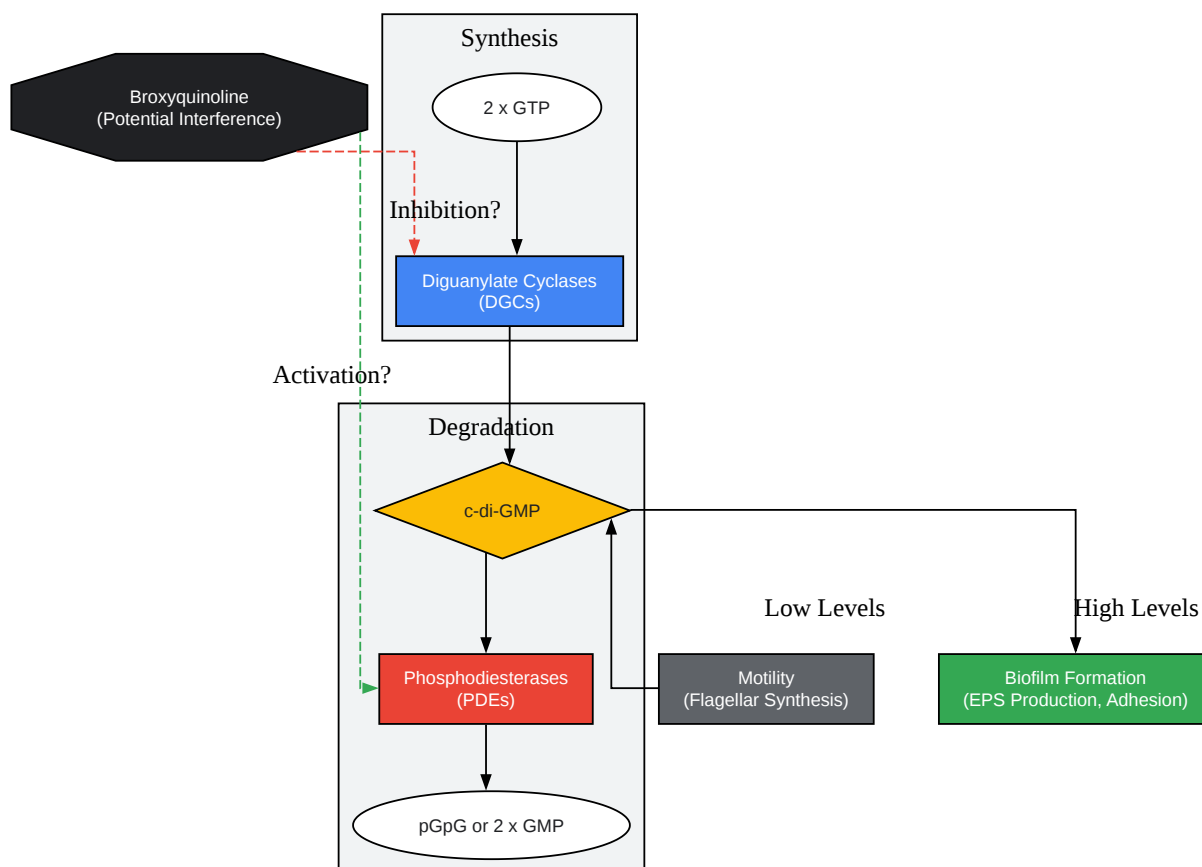 Synthesis
Broxyquinoline
(Potential Interference)
2 x GTP
Inhibition?
Diguanylate Cyclases
(DGCs)
Activation?
Degradation
c-di-GMP
Low Levels
High Levels
Phosphodiesterases
(PDEs)
Motility
(Flagellar Synthesis)
Biofilm Formation
(EPS Production, Adhesion)
pGpG or 2 x GMP